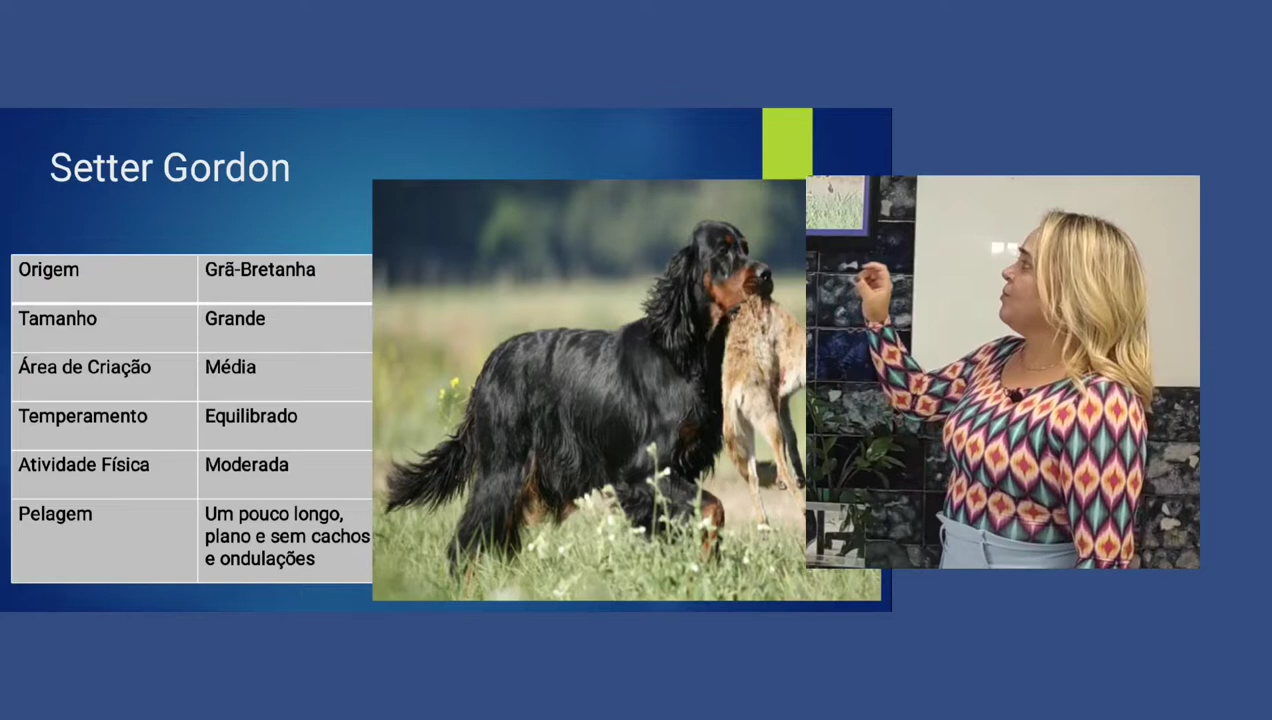 Setter Gordon
Origem
Grã-Bretanha
Tamanho
Grande
Área de Criação
Média
Temperamento
Equilibrado
Atividade Física
Moderada
Pelagem
Um pouco longo,
plano e sem cachos
e ondulações